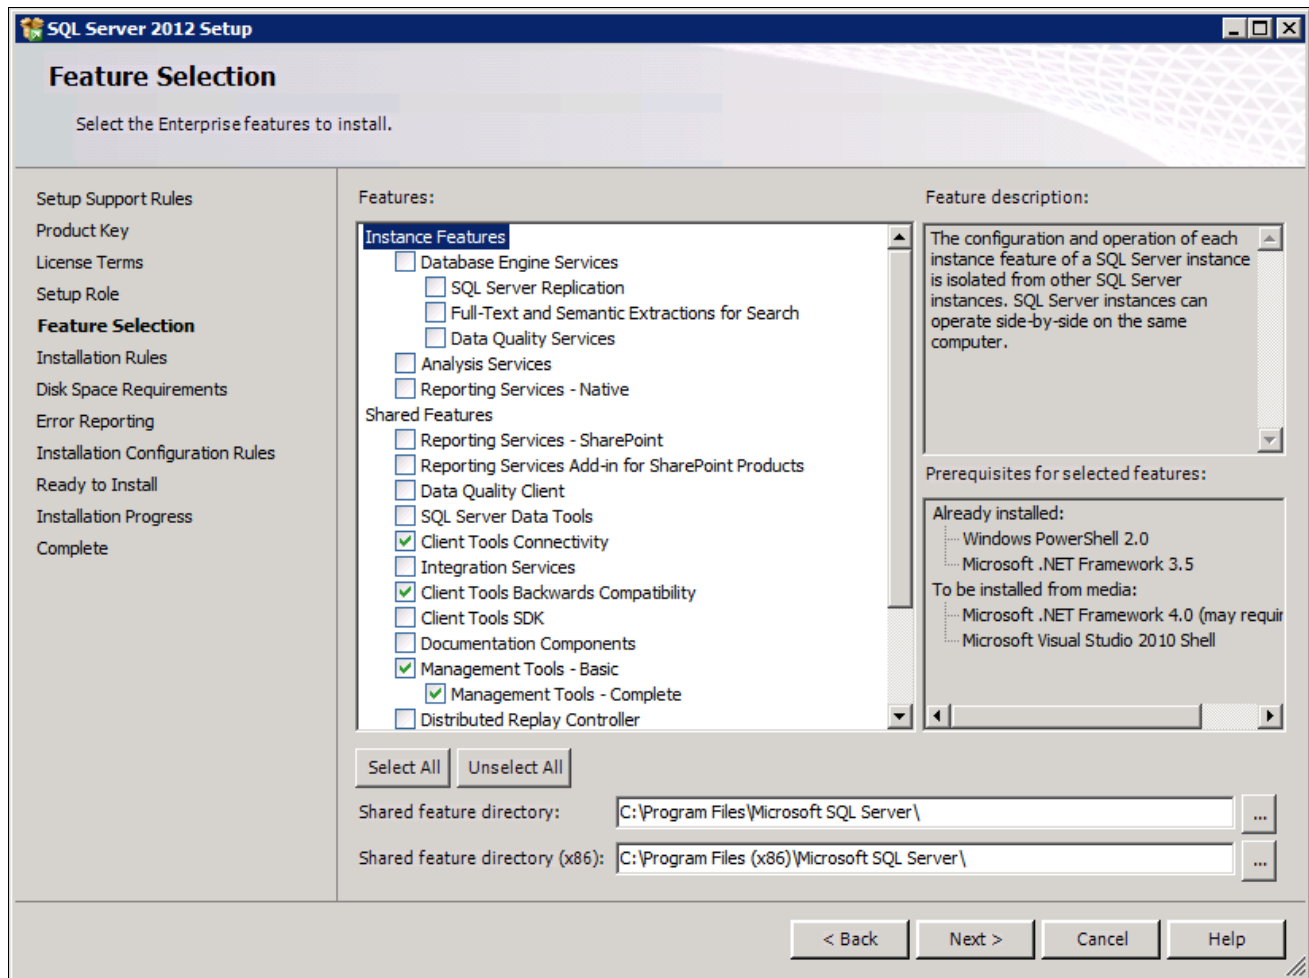 SQL Server 2012 Setup
Feature Selection
Select the Enterprise features to install.
Setup Support Rules
Product Key
License Terms
Setup Role
Feature Selection
Installation Rules
Disk Space Requirements
Error Reporting
Installation Configuration Rules
Ready to Install
Installation Progress
Complete
Features:
Instance Features
Database Engine Services
SQL Server Replication
Full-Text and Semantic Extractions for Search
Data Quality Services
Analysis Services
Reporting Services - Native
Shared Features
Reporting Services - SharePoint
Reporting Services Add-in for SharePoint Products
Data Quality Client
SQL Server Data Tools
Client Tools Connectivity
Integration Services
Client Tools Backwards Compatibility
Client Tools SDK
Documentation Components
Management Tools - Basic
Management Tools - Complete
Distributed Replay Controller
Feature description:
The configuration and operation of each
instance feature of a SQL Server instance
is isolated from other SQL Server
instances. SQL Server instances can
operate side-by-side on the same
computer.
Prerequisites for selected features:
Already installed:
Windows PowerShell 2.0
Microsoft .NET Framework 3.5
To be installed from media:
Microsoft .NET Framework 4.0 (may requir
Microsoft Visual Studio 2010 Shell
Select All
Unselect All
Shared feature directory:
C:\Program Files\Microsoft SQL Server\
...
Shared feature directory (x86):
C:\Program Files (x86)\Microsoft SQL Server\
...
< Back
Next >
Cancel
Help